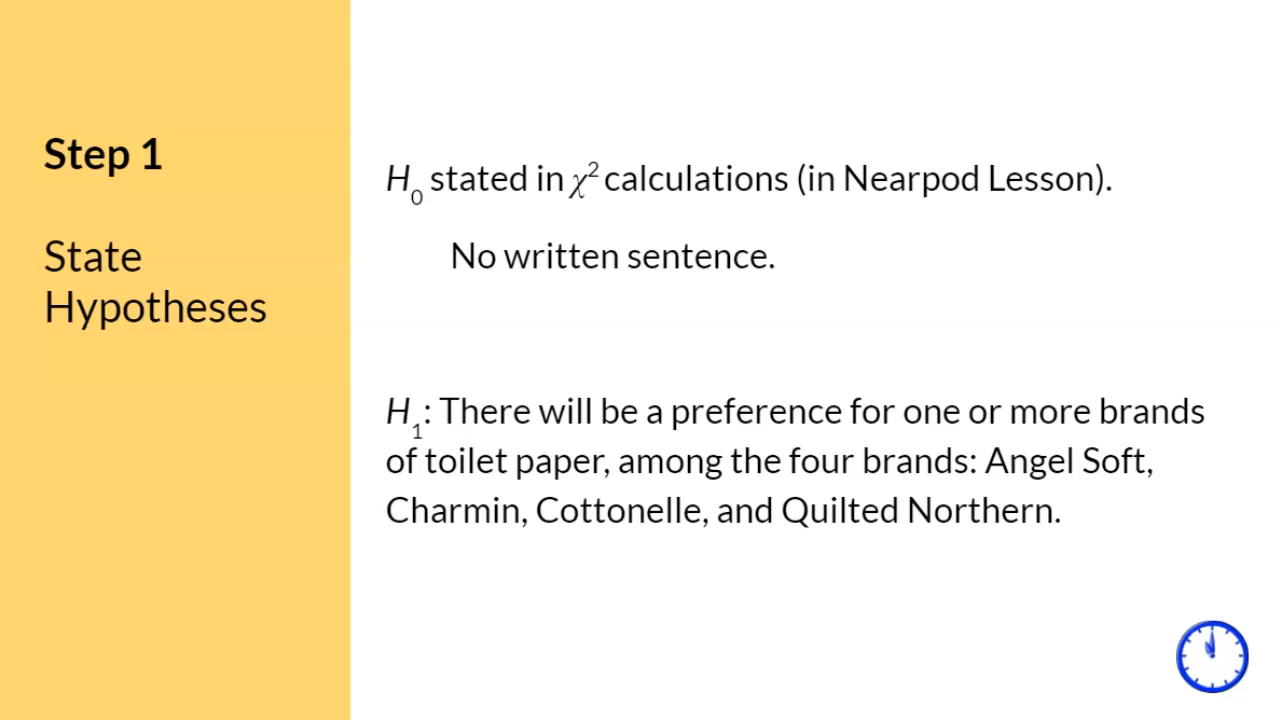 Step 1
State
Hypotheses
H₀ stated in χ² calculations (in Nearpod Lesson).
No written sentence.
H₁: There will be a preference for one or more brands
of toilet paper, among the four brands: Angel Soft,
Charmin, Cottonelle, and Quilted Northern.